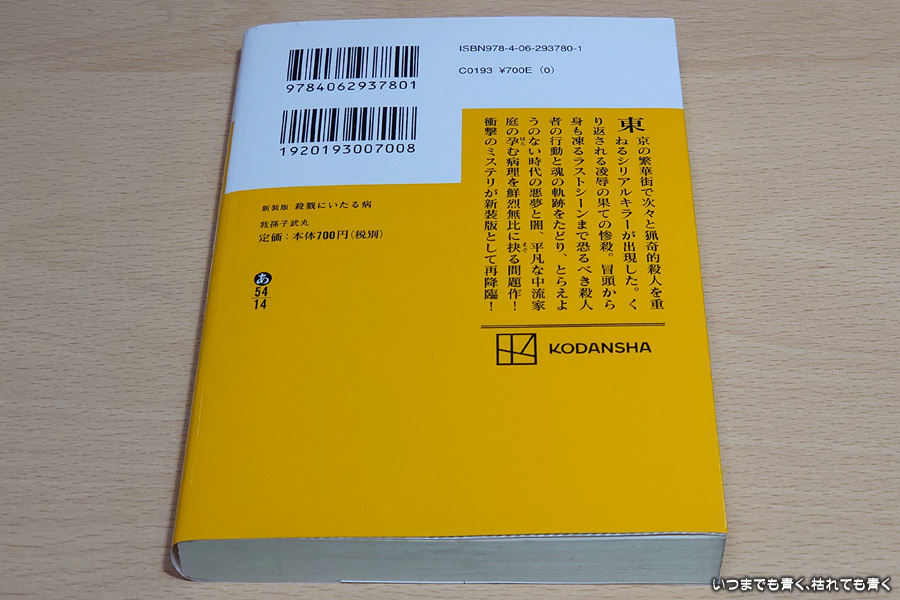 ISBN978-4-06-293780-1
C0193 ¥700E (0)
9784062937801
1920193007008
新装版 殺戮にいたる病
我孫子武丸
定価：本体700円(税別)
あ
54
14
東京の繁華街で次々と猟奇的殺人を重
ねるシリアルキラーが出現した。く
り返される凌辱の果ての惨殺。冒頭から
身も凍るラストシーンまで恐るべき殺人
者の行動と魂の軌跡をたどり、とらえよ
うのない時代の悪夢と闇、平凡な中流家
庭の孕む病理を鮮烈無比に抉る問題作！
衝撃のミステリが新装版として再降臨！
はら
えぐ
KODANSHA
いつまでも青く、枯れても青く